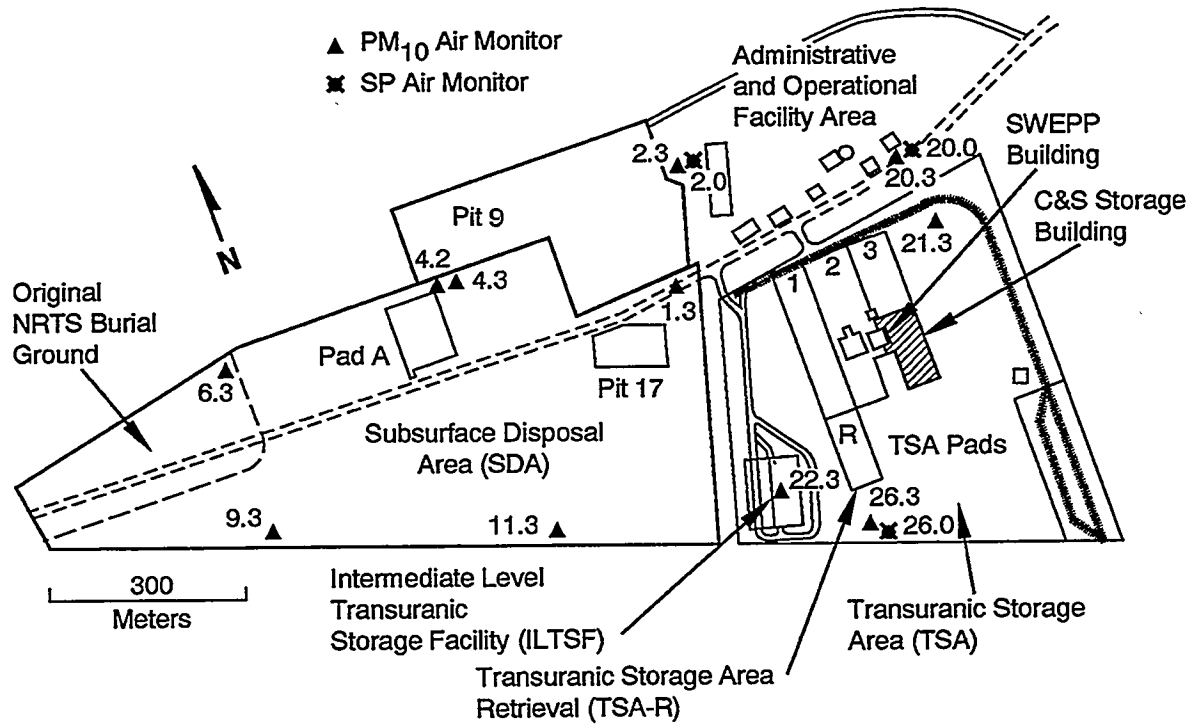 PM10 Air Monitor
SP Air Monitor
Administrative
and Operational
Facility Area
SWEPP
Building
C&S Storage
Building
2.3
2.0
20.0
20.3
21.3
N
Pit 9
4.2
4.3
1.3
1
2
3
Original
NRTS Burial
Ground
Pad A
Pit 17
6.3
Subsurface Disposal
Area (SDA)
R
TSA Pads
22.3
26.3
26.0
9.3
11.3
300
Meters
Intermediate Level
Transuranic
Storage Facility (ILTSF)
Transuranic Storage
Area (TSA)
Transuranic Storage Area
Retrieval (TSA-R)